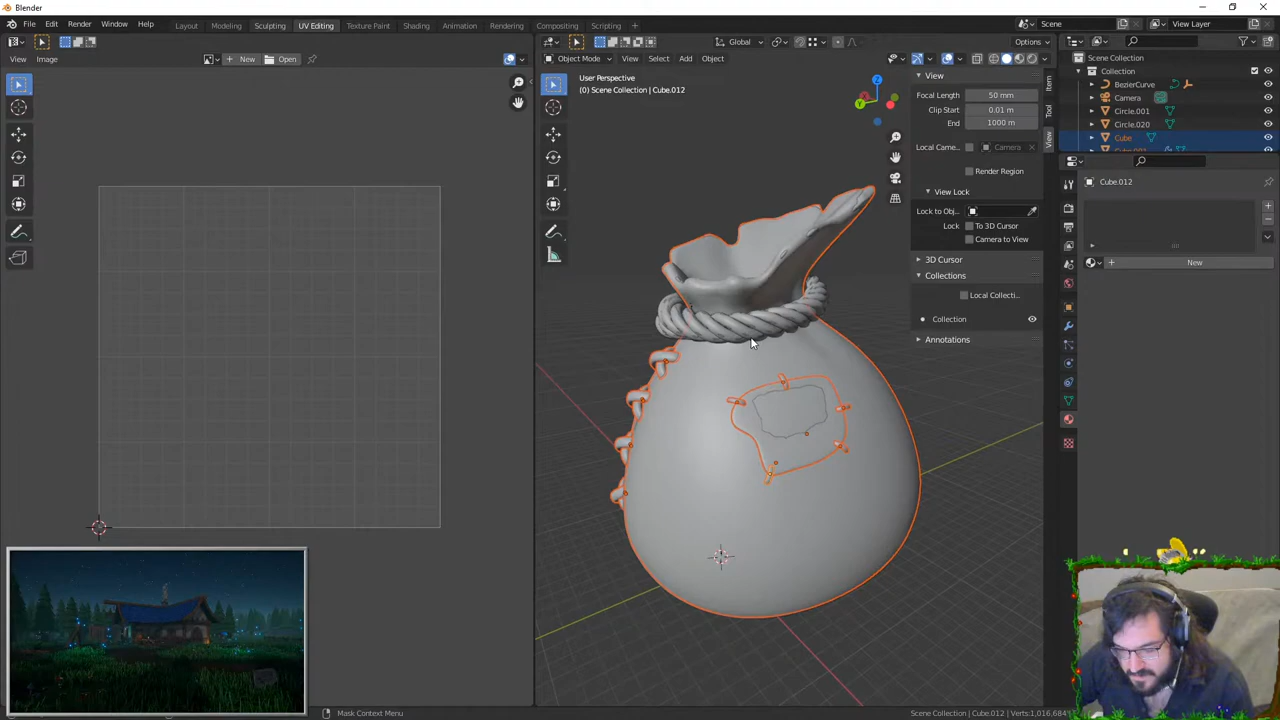 Blender
File Edit Render Window Help Layout Modeling Sculpting UV Editing Texture Paint Shading Animation Rendering Compositing Scripting + Scene View Layer
View Image New Open Global Options
Object Mode View Select Add Object
User Perspective
(0) Scene Collection | Cube.012
View
Focal Length 50 mm
Clip Start 0.01 m
End 1000 m
Local Came... Camera
Render Region
View Lock
Lock to Obj...
Lock To 3D Cursor
Camera to View
3D Cursor
Collections
Local Collecti...
Collection
Annotations
Item
Tool
View
Scene Collection
Collection
BezierCurve
Camera
Circle.001
Circle.020
Cube
Cube.012
New
Mask Context Menu
Scene Collection | Cube.012 | Verts:1,016,684